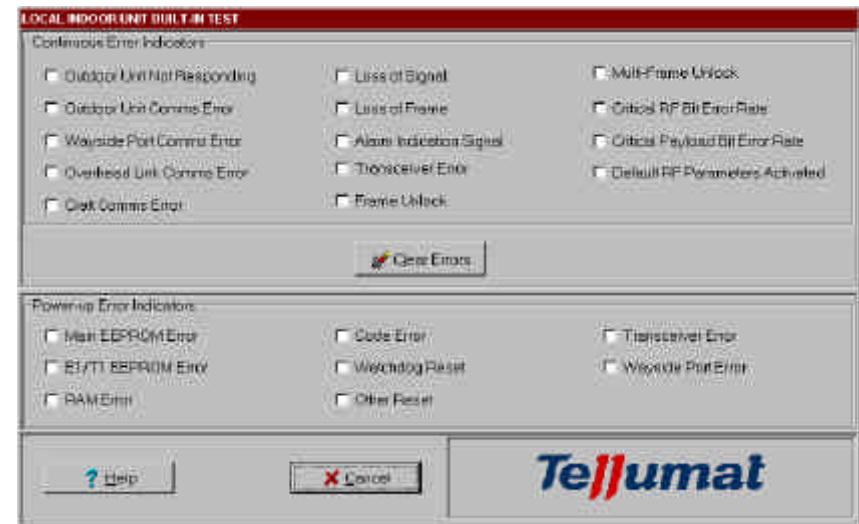 LOCAL INDOOR UNIT BUILT-IN TEST
Continuous Error Indicators
Outdoor Unit Not Responding
Outdoor Unit Comms Error
Wayside Port Comms Error
Overhead Link Comms Error
Craft Comms Error
Loss of Signal
Loss of Frame
Alarm Indication Signal
Transceiver Error
Frame Unlock
Multi-Frame Unlock
Critical RF Bit Error Rate
Critical Payload Bit Error Rate
Default RF Parameters Activated
Clear Errors
Power-up Error Indicators
Main EEPROM Error
E1/T1 EEPROM Error
RAM Error
Code Error
Watchdog Reset
Other Reset
Transceiver Error
Wayside Port Error
? Help
Cancel
Tellumat